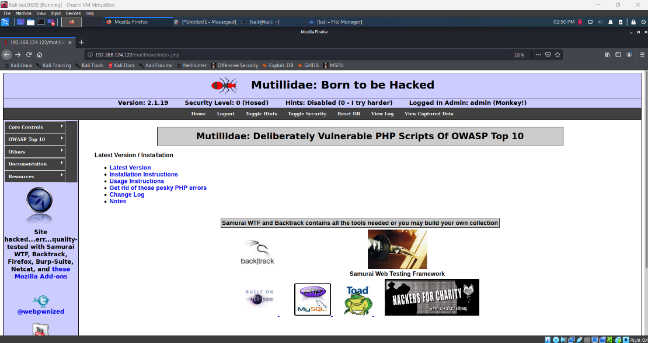 Kali (sec2020) [Running] - Oracle VM VirtualBox
File Machine View Input Devices Help
Mozilla Firefox
[*Untitled1 - Mousepad]
[kali@kali: ~]
[kali - File Manager]
02:50 PM
Mozilla Firefox
192.168.124.122/mutillid
192.168.124.122/mutillidae/index.php
Kali Linux Kali Training Kali Tools Kali Docs Kali Forums NetHunter Offensive Security Exploit-DB GHDB MSFU
Mutillidae: Born to be Hacked
Version: 2.1.19 Security Level: 0 (Hosed) Hints: Disabled (0 - I try harder) Logged In Admin: admin (Monkey!)
Home Logout Toggle Hints Toggle Security Reset DB View Log View Captured Data
Core Controls
OWASP Top 10
Others
Documentation
Resources
Site
hacked...err...quality-
tested with Samurai
WTF, Backtrack,
Firefox, Burp-Suite,
Netcat, and these
Mozilla Add-ons
@webpwnized
Mutillidae: Deliberately Vulnerable PHP Scripts Of OWASP Top 10
Latest Version / Installation
Latest Version
Installation Instructions
Usage Instructions
Get rid of those pesky PHP errors
Change Log
Notes
Samurai WTF and Backtrack contains all the tools needed or you may build your own collection
back|track
Samurai Web Testing Framework
BUILT ON
eclipse
MySQL
Toad
HACKERS FOR CHARITY
Right Ctrl